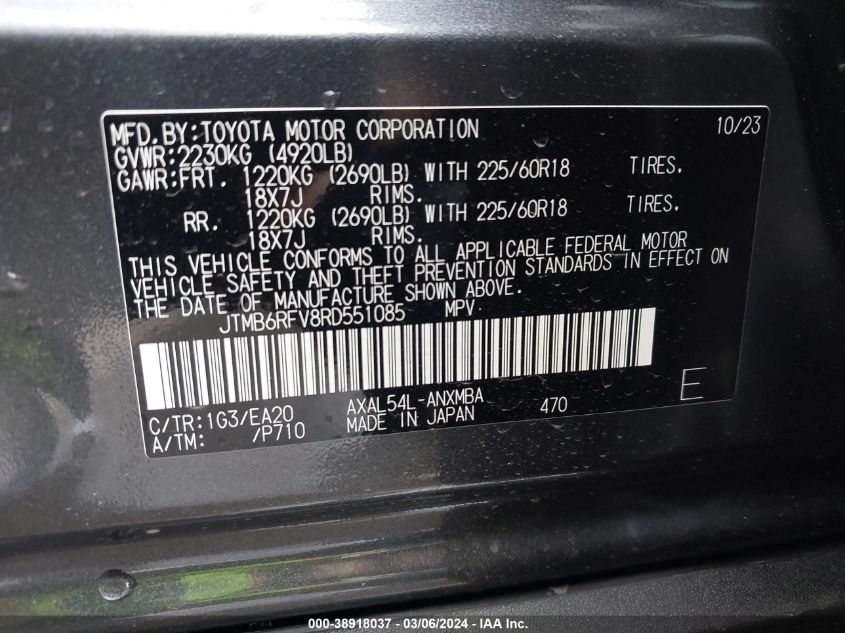 MFD.BY:TOYOTA MOTOR CORPORATION 10/23
GVWR:2230KG (4920LB)
GAWR:FRT. 1220KG (2690LB) WITH 225/60R18 TIRES.
18X7J RIMS.
RR. 1220KG (2690LB) WITH 225/60R18 TIRES.
18X7J RIMS.
THIS VEHICLE CONFORMS TO ALL APPLICABLE FEDERAL MOTOR
VEHICLE SAFETY AND THEFT PREVENTION STANDARDS IN EFFECT ON
THE DATE OF MANUFACTURE SHOWN ABOVE.
JTMB6RFV8RD551085 MPV
C/TR:1G3/EA20 AXAL54L-ANXMBA 470 E
A/TM: /P710 MADE IN JAPAN
000-38918037 — 03/06/2024 — IAA Inc.